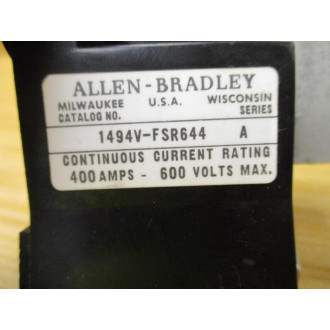 ALLEN-BRADLEY
MILWAUKEE U.S.A. WISCONSIN
CATALOG NO. SERIES
1494V-FSR644 A
CONTINUOUS CURRENT RATING
400 AMPS - 600 VOLTS MAX.